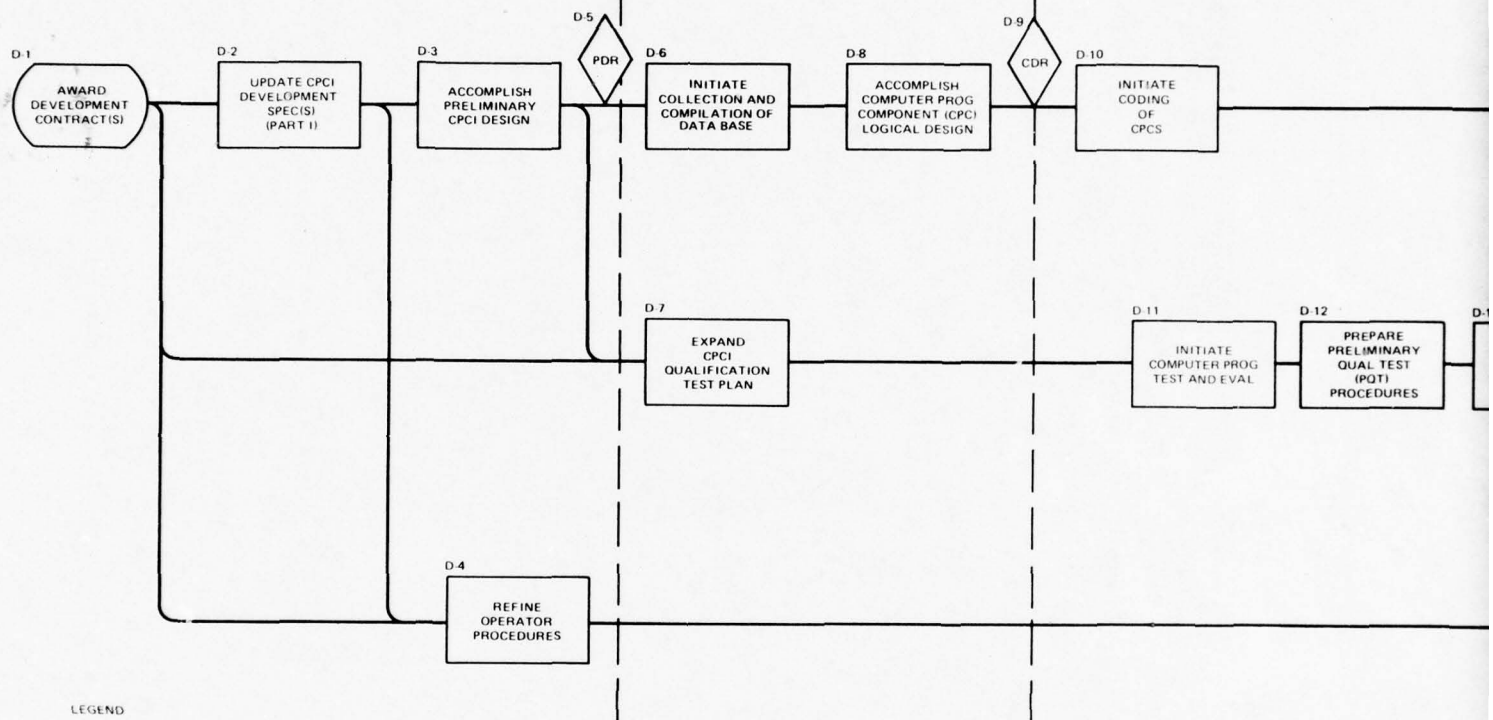 D-1
AWARD
DEVELOPMENT
CONTRACT(S)
D-2
UPDATE CPCI
DEVELOPMENT
SPEC(S)
(PART I)
D-3
ACCOMPLISH
PRELIMINARY
CPCI DESIGN
D-5
PDR
D-6
INITIATE
COLLECTION AND
COMPILATION OF
DATA BASE
D-8
ACCOMPLISH
COMPUTER PROG
COMPONENT (CPC)
LOGICAL DESIGN
D-9
CDR
D-10
INITIATE
CODING
OF
CPCS
D-7
EXPAND
CPCI
QUALIFICATION
TEST PLAN
D-11
INITIATE
COMPUTER PROG
TEST AND EVAL
D-12
PREPARE
PRELIMINARY
QUAL TEST
(PQT)
PROCEDURES
D-4
REFINE
OPERATOR
PROCEDURES
LEGEND